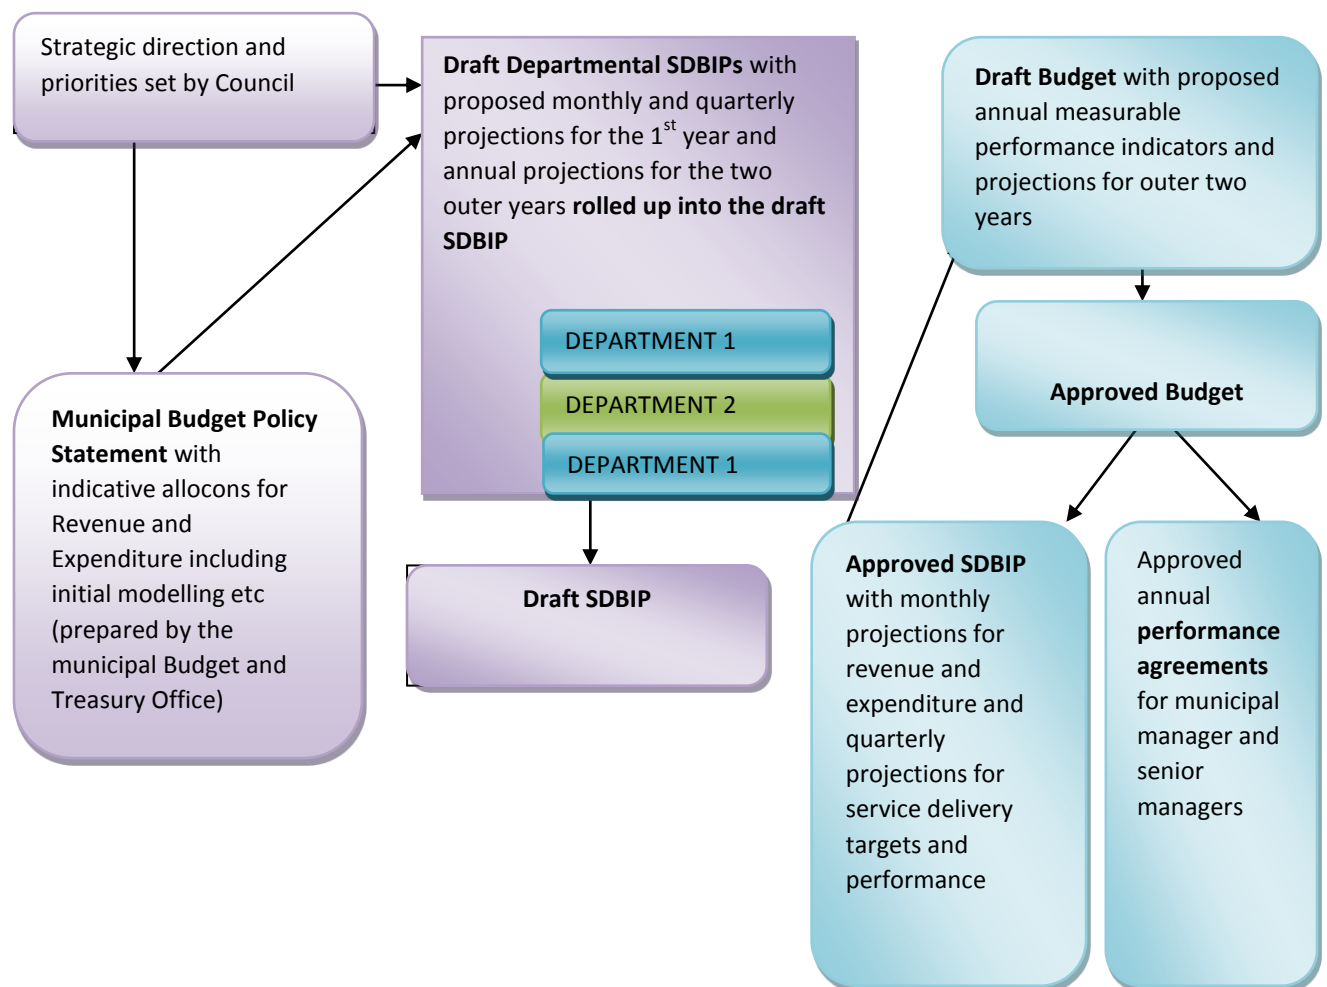 Strategic direction and
priorities set by Council
Municipal Budget Policy
Statement with
indicative allocons for
Revenue and
Expenditure including
initial modelling etc
(prepared by the
municipal Budget and
Treasury Office)
Draft Departmental SDBIPs with
proposed monthly and quarterly
projections for the 1st year and
annual projections for the two
outer years rolled up into the draft
SDBIP
DEPARTMENT 1
DEPARTMENT 2
DEPARTMENT 1
Draft SDBIP
Draft Budget with proposed
annual measurable
performance indicators and
projections for outer two
years
Approved Budget
Approved SDBIP
with monthly
projections for
revenue and
expenditure and
quarterly
projections for
service delivery
targets and
performance
Approved
annual
performance
agreements
for municipal
manager and
senior
managers